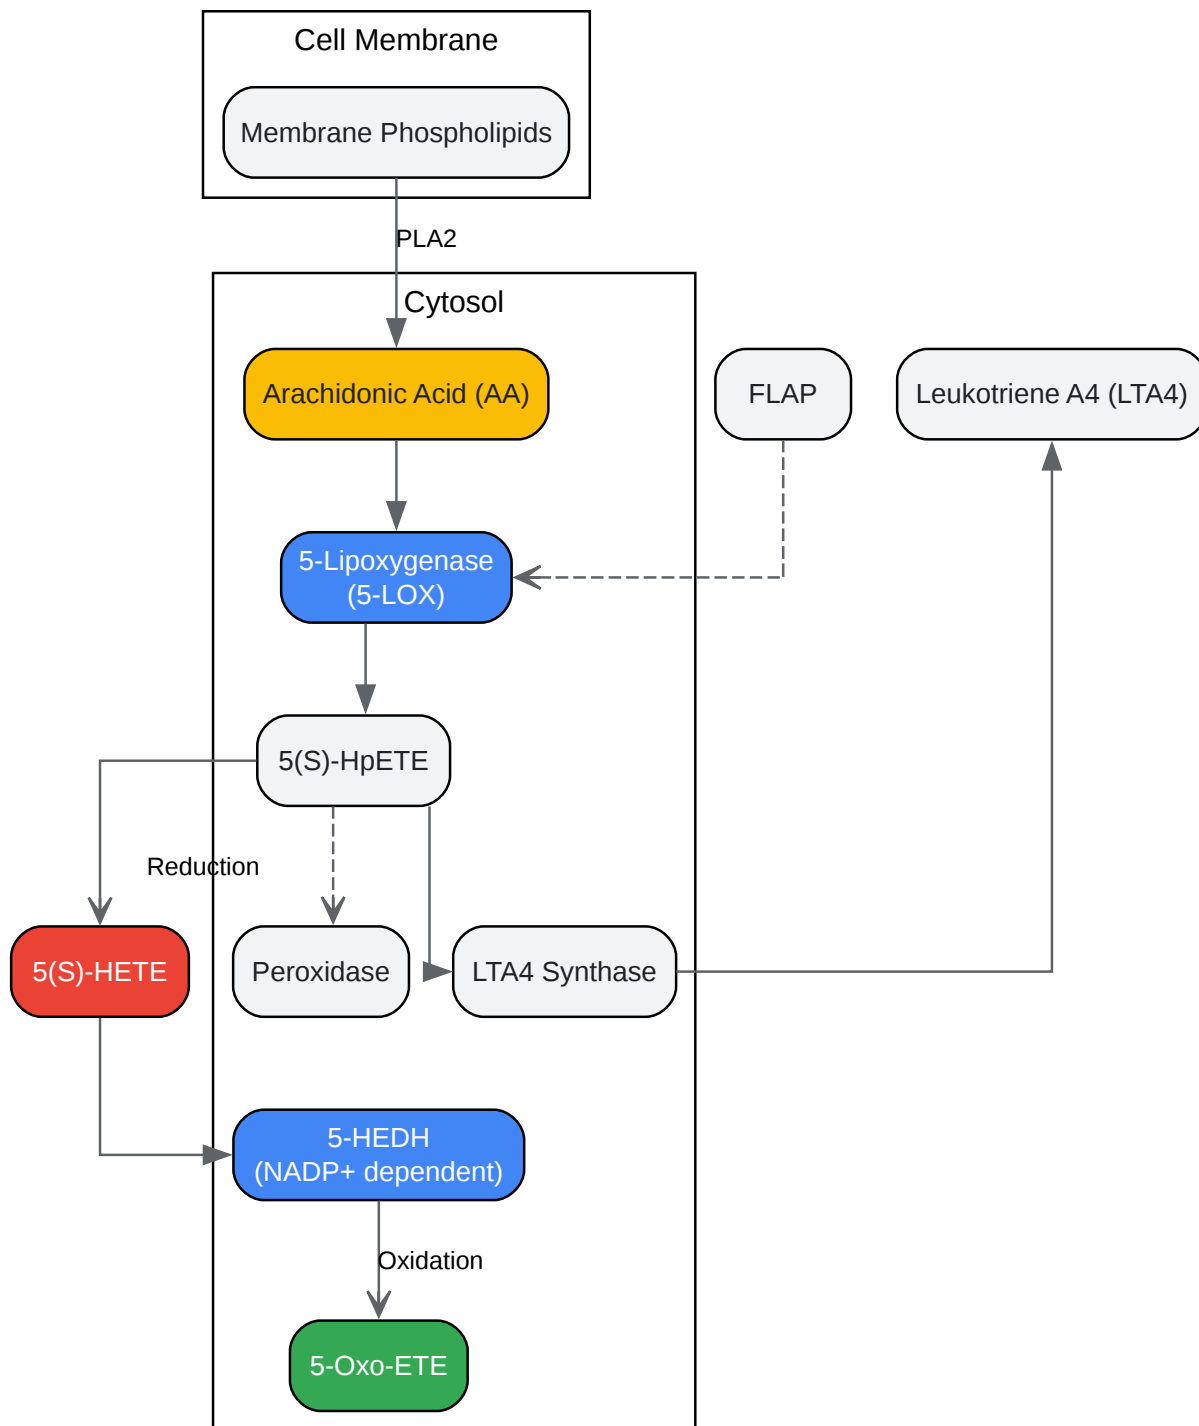 Cell Membrane
Membrane Phospholipids
PLA2
Cytosol
Arachidonic Acid (AA)
FLAP
Leukotriene A4 (LTA4)
5-Lipoxygenase
(5-LOX)
5(S)-HpETE
Reduction
5(S)-HETE
Peroxidase
LTA4 Synthase
5-HEDH
(NADP+ dependent)
Oxidation
5-Oxo-ETE